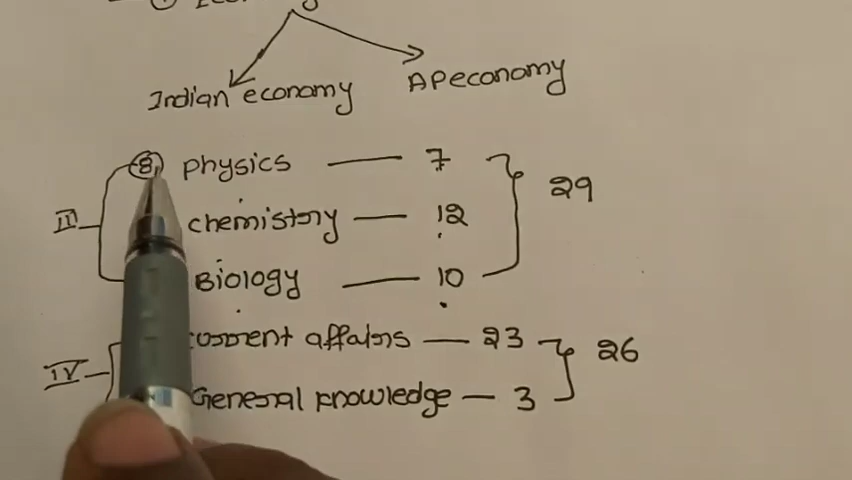 Indian economy APeconomy
II 8 physics — 7
chemistory — 12 29
Biology — 10
current affairs — 23
IV 26
General knowledge — 3